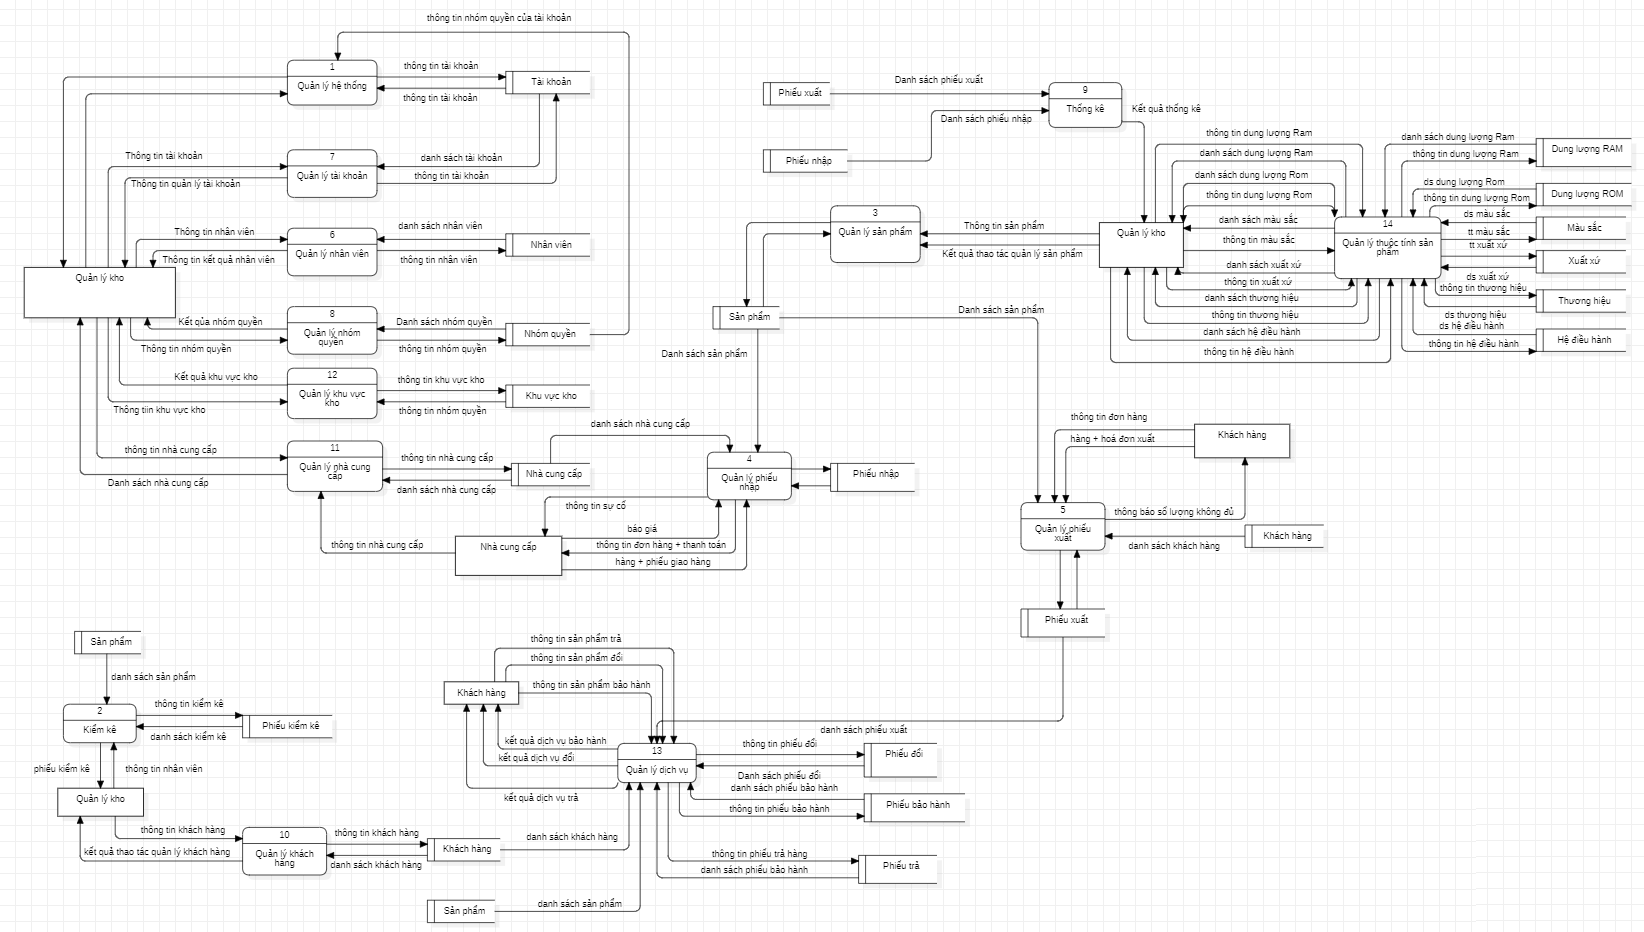 thông tin nhóm quyền của tài khoản
1
Quản lý hệ thống
thông tin tài khoản
thông tin tài khoản
Tài khoản
Thông tin tài khoản
Thông tin quản lý tài khoản
7
Quản lý tài khoản
danh sách tài khoản
thông tin tài khoản
Thông tin nhân viên
Thông tin kết quả nhân viên
6
Quản lý nhân viên
danh sách nhân viên
thông tin nhân viên
Nhân viên
Quản lý kho
Kết qủa nhóm quyền
Thông tin nhóm quyền
8
Quản lý nhóm
quyền
Danh sách nhóm quyền
thông tin nhóm quyền
Nhóm quyền
Kết quả khu vực kho
Thông tiin khu vực kho
12
Quản lý khu vực
kho
thông tin khu vực kho
thông tin nhóm quyền
Khu vực kho
thông tin nhà cung cấp
Danh sách nhà cung cấp
11
Quản lý nhà cung
cấp
thông tin nhà cung cấp
danh sách nhà cung cấp
Nhà cung cấp
danh sách nhà cung cấp
thông tin nhà cung cấp
Nhà cung cấp
thông tin sự cố
báo giá
thông tin đơn hàng + thanh toán
hàng + phiếu giao hàng
4
Quản lý phiếu
nhập
Phiếu nhập
Phiếu xuất
Danh sách phiếu xuất
Phiếu nhập
Danh sách phiếu nhập
9
Thống kê
Kết quả thống kê
3
Quản lý sản phẩm
Thông tin sản phẩm
Kết quả thao tác quản lý sản phẩm
Sản phẩm
Danh sách sản phẩm
Danh sách sản phẩm
Quản lý kho
thông tin dung lượng Ram
danh sách dung lượng Ram
danh sách dung lượng Rom
thông tin dung lượng Rom
danh sách màu sắc
thông tin màu sắc
danh sách xuất xứ
thông tin xuất xứ
danh sách thương hiệu
thông tin thương hiệu
danh sách hệ điều hành
thông tin hệ điều hành
14
Quản lý thuộc tính sản
phẩm
danh sách dung lượng Ram
thông tin dung lượng Ram
Dung lượng RAM
ds dung lượng Rom
thông tin dung lượng Rom
Dung lượng ROM
ds màu sắc
tt màu sắc
Màu sắc
tt xuất xứ
ds xuất xứ
Xuất xứ
thông tin thương hiệu
ds thương hiệu
Thương hiệu
ds hệ điều hành
thông tin hệ điều hành
Hệ điều hành
thông tin đơn hàng
hàng + hoá đơn xuất
Khách hàng
5
Quản lý phiếu
xuất
thông báo số lượng không đủ
danh sách khách hàng
Khách hàng
Phiếu xuất
Sản phẩm
danh sách sản phẩm
2
Kiểm kê
thông tin kiểm kê
danh sách kiểm kê
Phiếu kiểm kê
phiếu kiểm kê
thông tin nhân viên
Quản lý kho
thông tin khách hàng
kết quả thao tác quản lý khách hàng
10
Quản lý khách
hàng
thông tin khách hàng
danh sách khách hàng
Khách hàng
danh sách khách hàng
Sản phẩm
danh sách sản phẩm
thông tin sản phẩm trả
thông tin sản phẩm đổi
thông tin sản phẩm bảo hành
Khách hàng
kết quả dịch vụ bảo hành
kết quả dịch vụ đổi
kết quả dịch vụ trả
13
Quản lý dịch vụ
danh sách phiếu xuất
thông tin phiếu đổi
Danh sách phiếu đổi
Phiếu đổi
danh sách phiếu bảo hành
thông tin phiếu bảo hành
Phiếu bảo hành
thông tin phiếu trả hàng
danh sách phiếu bảo hành
Phiếu trả